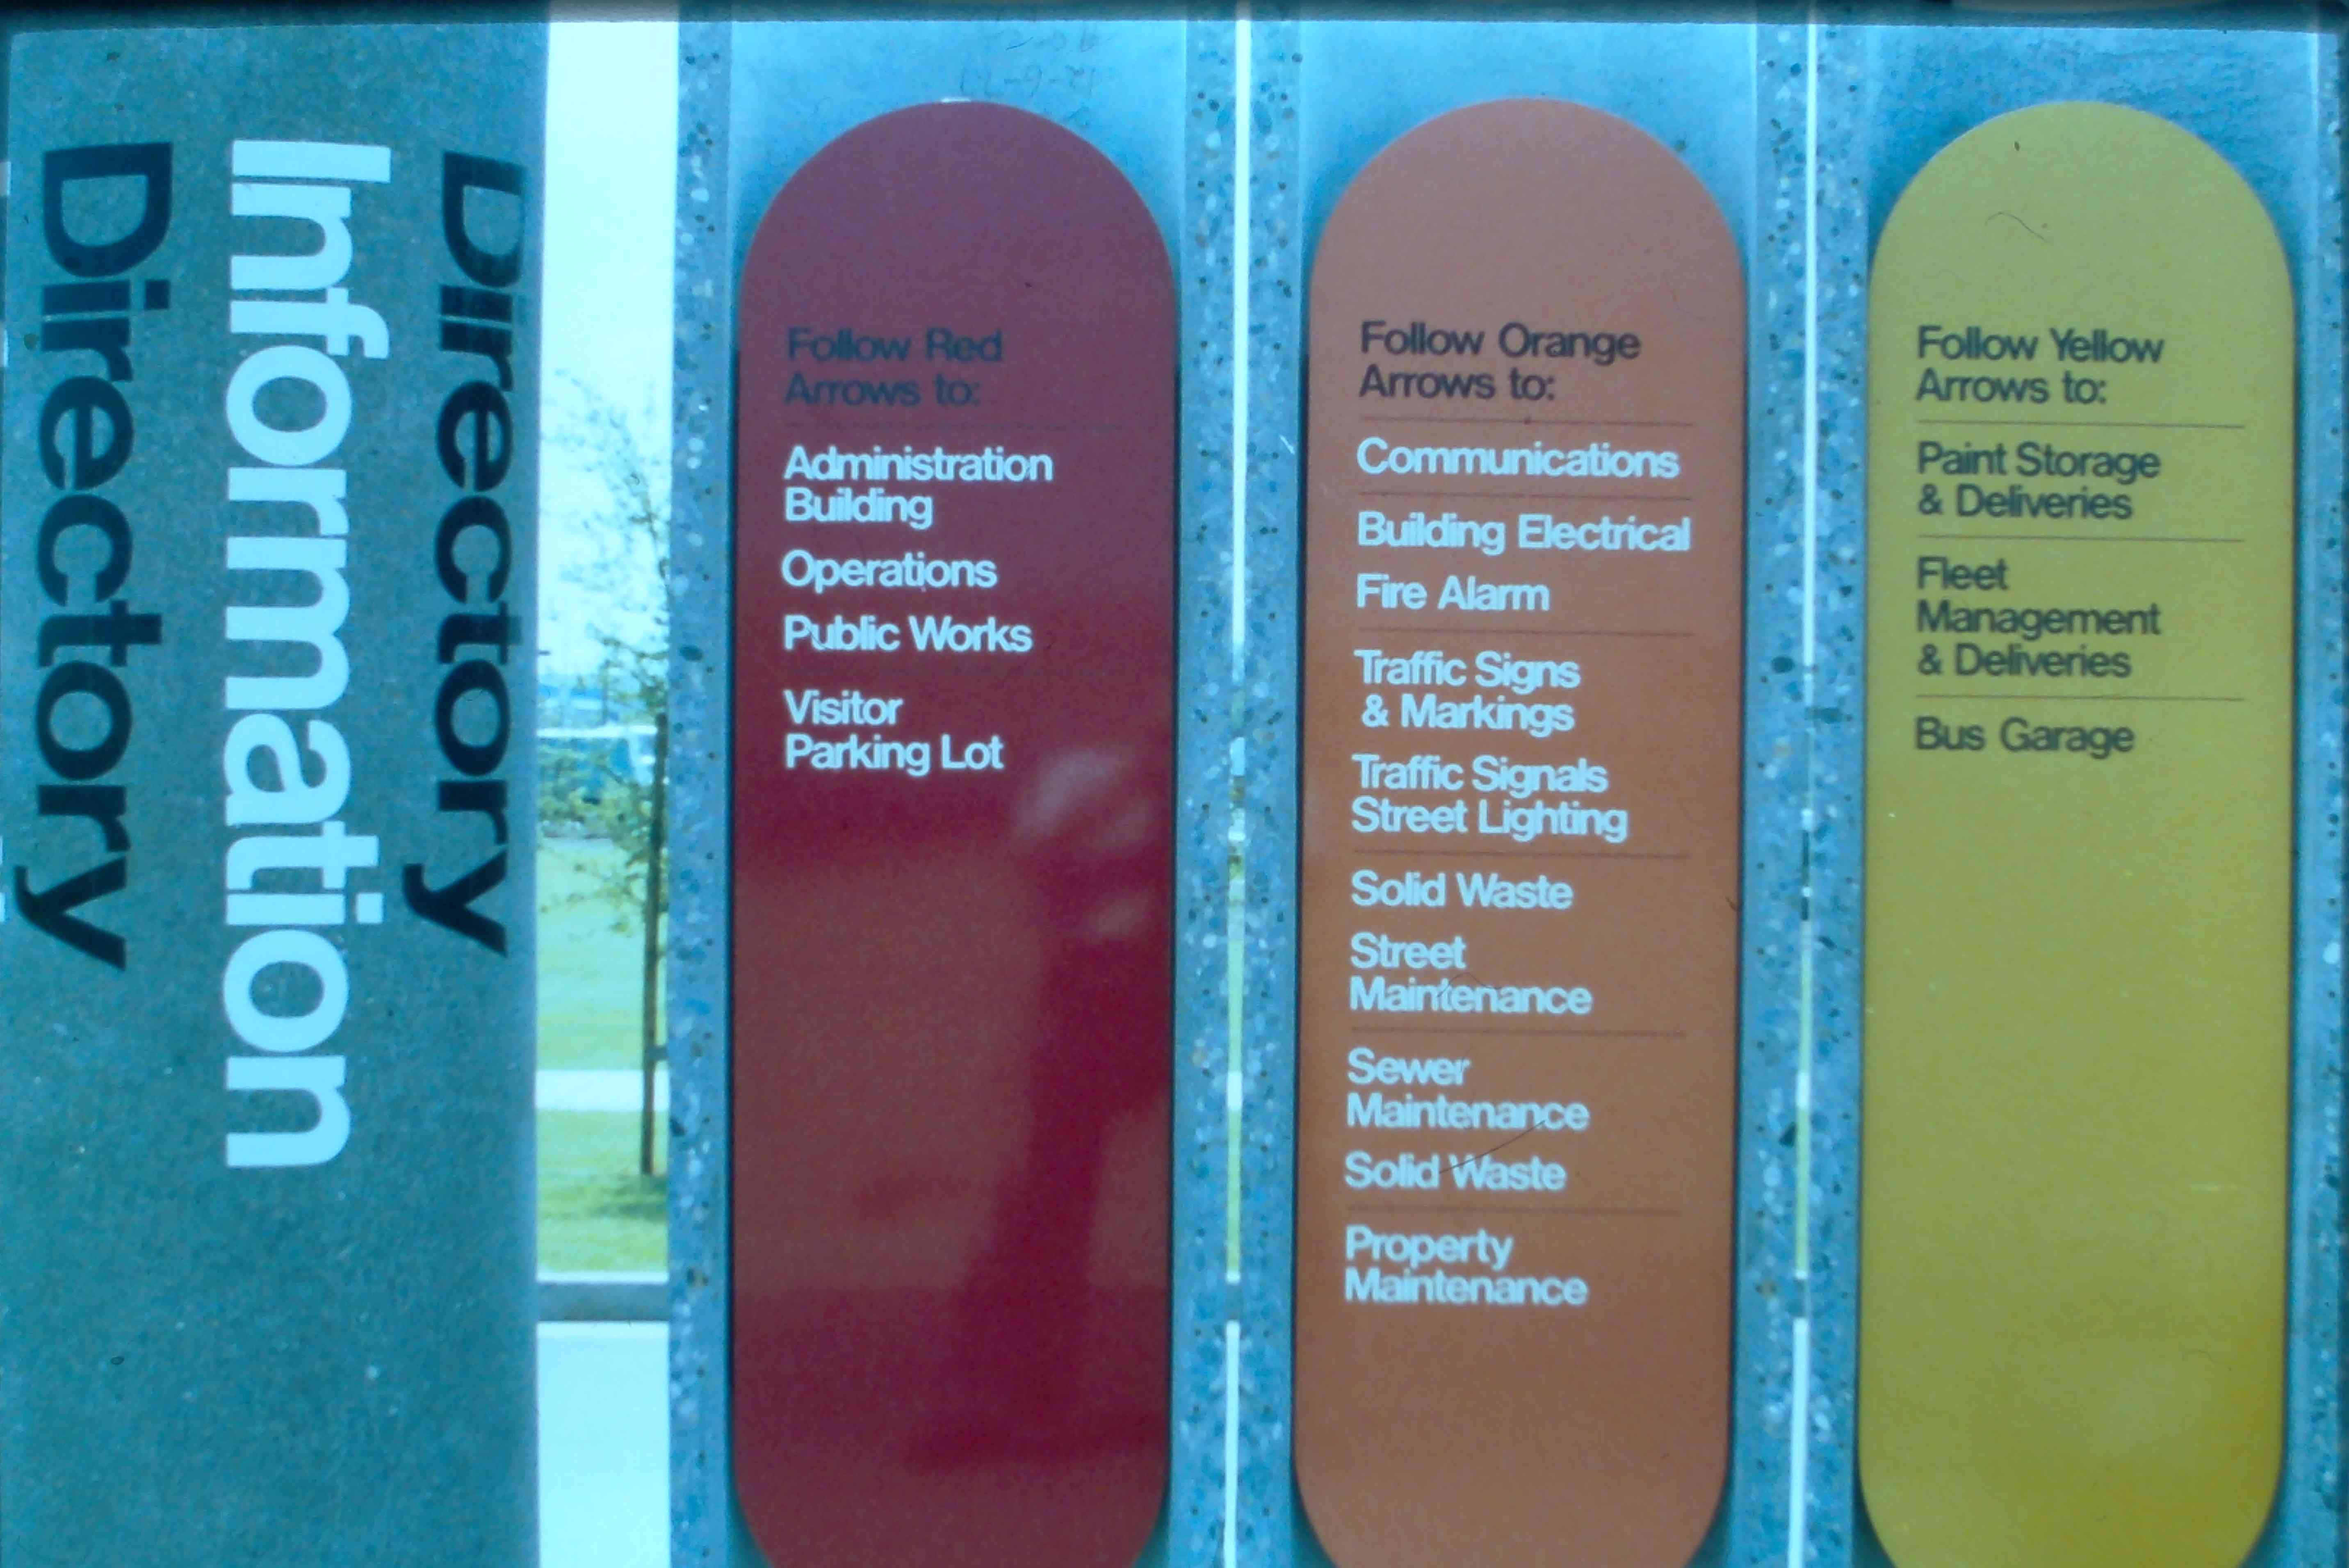 Directory
Information
Directory
Follow Red
Arrows to:
Administration
Building
Operations
Public Works
Visitor
Parking Lot
Follow Orange
Arrows to:
Communications
Building Electrical
Fire Alarm
Traffic Signs
& Markings
Traffic Signals
Street Lighting
Solid Waste
Street
Maintenance
Sewer
Maintenance
Solid Waste
Property
Maintenance
Follow Yellow
Arrows to:
Paint Storage
& Deliveries
Fleet
Management
& Deliveries
Bus Garage